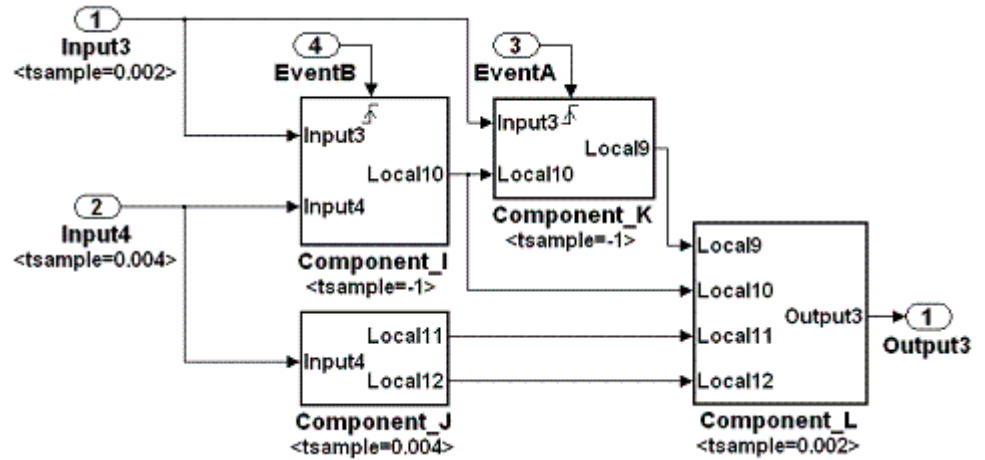 1
Input3
<tsample=0.002>
4
EventB
3
EventA
Input3
Local10
Input4
Component_I
<tsample=-1>
Input3
Local9
Local10
Component_K
<tsample=-1>
2
Input4
<tsample=0.004>
Local11
Input4
Local12
Component_J
<tsample=0.004>
Local9
Local10
Output3
Local11
Local12
Component_L
<tsample=0.002>
1
Output3